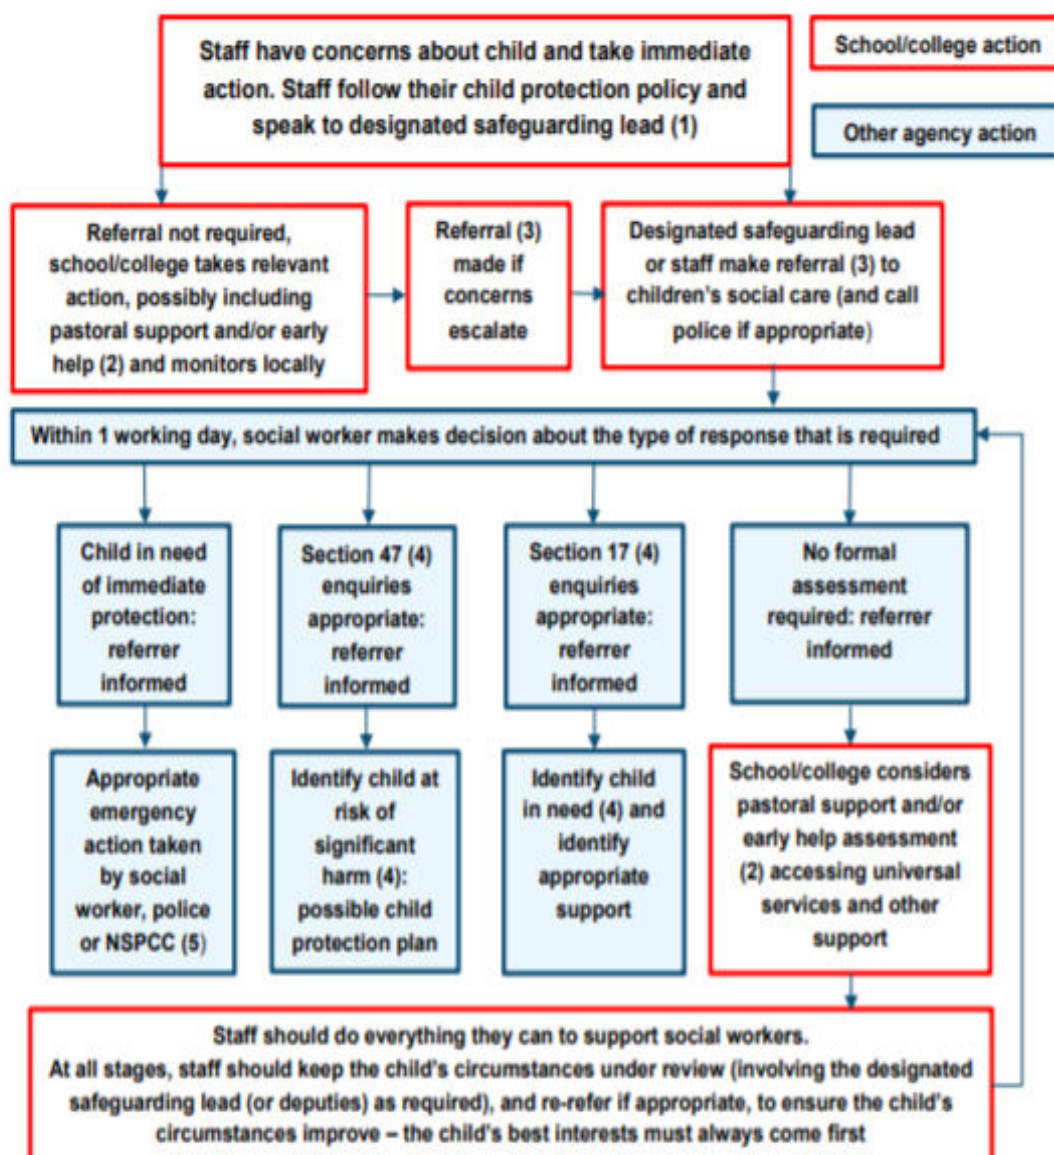 Staff have concerns about child and take immediate
action. Staff follow their child protection policy and
speak to designated safeguarding lead (1)
School/college action
Other agency action
Referral not required,
school/college takes relevant
action, possibly including
pastoral support and/or early
help (2) and monitors locally
Referral (3)
made if
concerns
escalate
Designated safeguarding lead
or staff make referral (3) to
children's social care (and call
police if appropriate)
Within 1 working day, social worker makes decision about the type of response that is required
Child in need
of immediate
protection:
referrer
informed
Section 47 (4)
enquiries
appropriate:
referrer
informed
Section 17 (4)
enquiries
appropriate:
referrer
informed
No formal
assessment
required: referrer
informed
Appropriate
emergency
action taken
by social
worker, police
or NSPCC (5)
Identify child at
risk of
significant
harm (4):
possible child
protection plan
Identify child
in need (4) and
identify
appropriate
support
School/college considers
pastoral support and/or
early help assessment
(2) accessing universal
services and other
support
Staff should do everything they can to support social workers.
At all stages, staff should keep the child's circumstances under review (involving the designated
safeguarding lead (or deputies) as required), and re-refer if appropriate, to ensure the child's
circumstances improve – the child's best interests must always come first